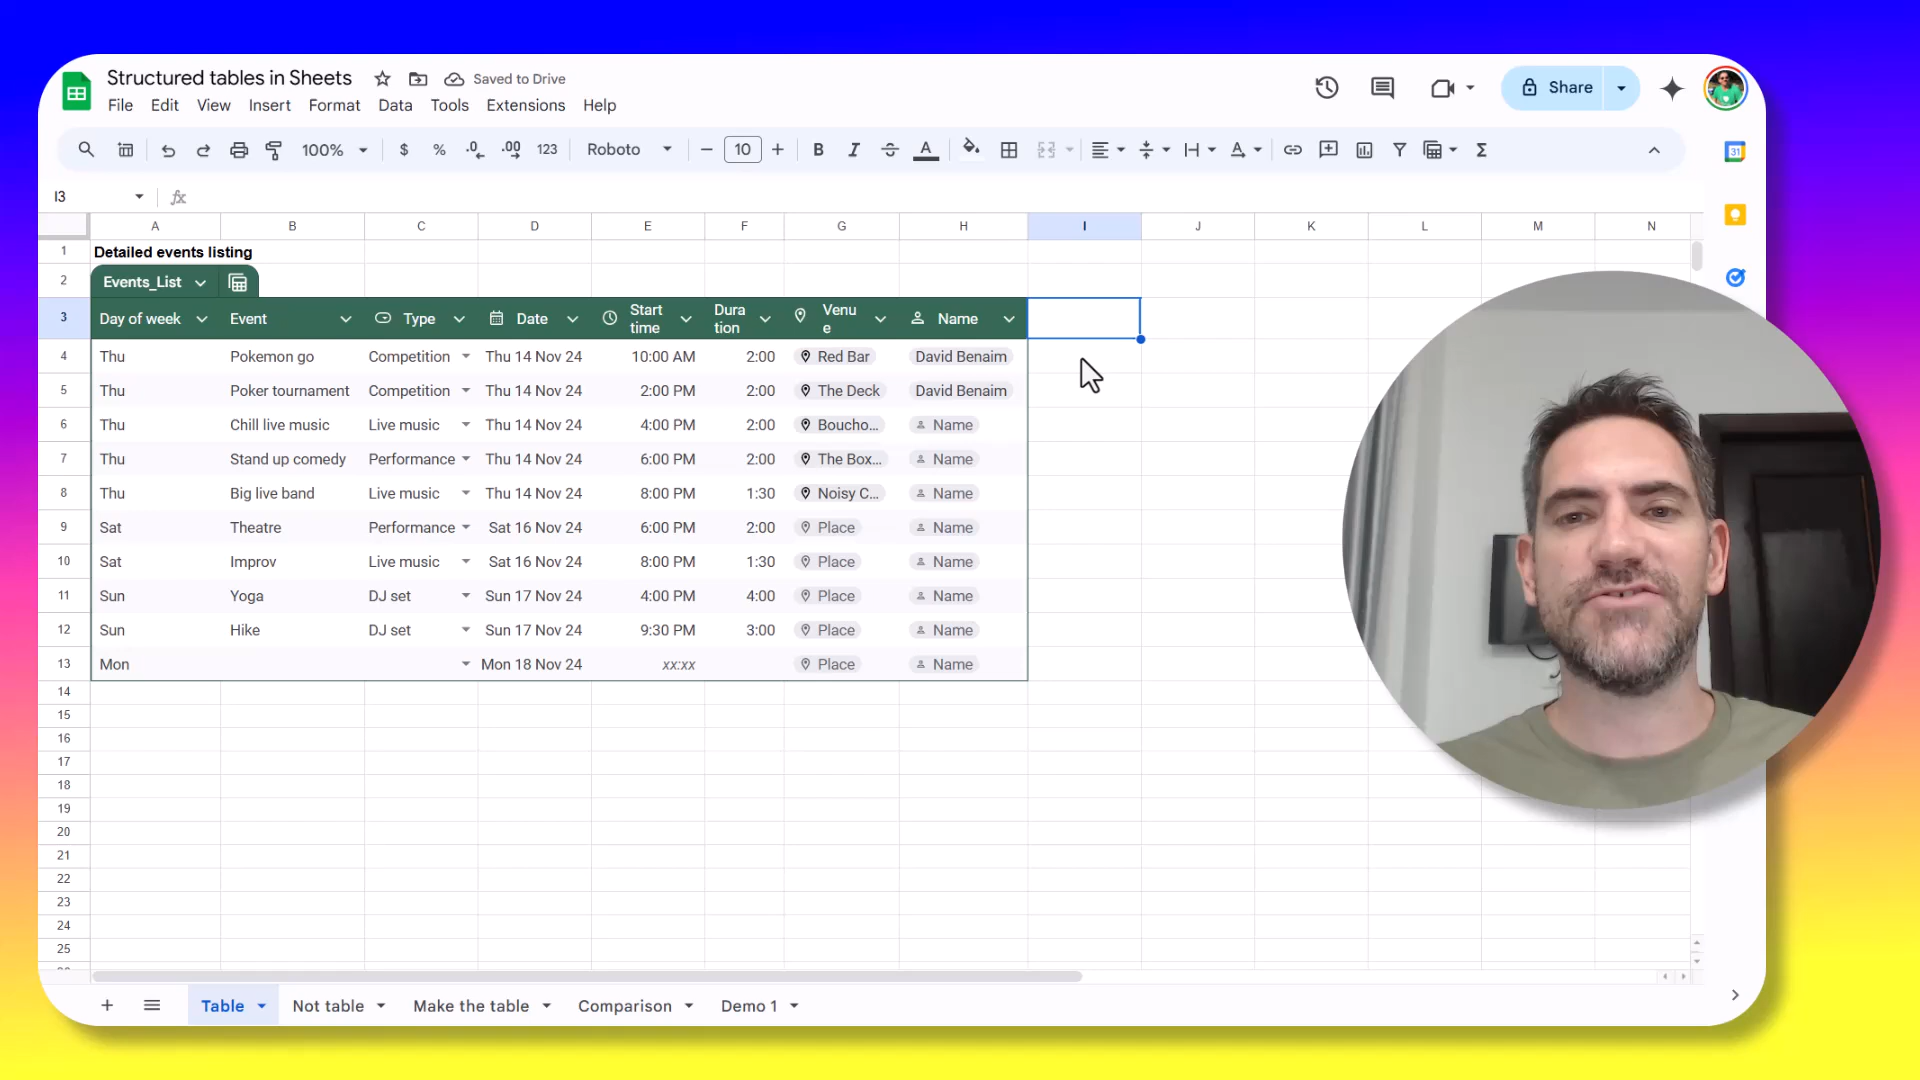 Structured tables in Sheets Saved to Drive
File Edit View Insert Format Data Tools Extensions Help
Share
100% $ % .0 .00 123 Roboto 10 B I A Σ
31
I3 fx
A B C D E F G H I J K L M N
1 Detailed events listing
2 Events_List
3 Day of week Event Type Date Start time Dura tion Venu e Name
4 Thu Pokemon go Competition Thu 14 Nov 24 10:00 AM 2:00 Red Bar David Benaim
5 Thu Poker tournament Competition Thu 14 Nov 24 2:00 PM 2:00 The Deck David Benaim
6 Thu Chill live music Live music Thu 14 Nov 24 4:00 PM 2:00 Boucho... Name
7 Thu Stand up comedy Performance Thu 14 Nov 24 6:00 PM 2:00 The Box... Name
8 Thu Big live band Live music Thu 14 Nov 24 8:00 PM 1:30 Noisy C... Name
9 Sat Theatre Performance Sat 16 Nov 24 6:00 PM 2:00 Place Name
10 Sat Improv Live music Sat 16 Nov 24 8:00 PM 1:30 Place Name
11 Sun Yoga DJ set Sun 17 Nov 24 4:00 PM 4:00 Place Name
12 Sun Hike DJ set Sun 17 Nov 24 9:30 PM 3:00 Place Name
13 Mon Mon 18 Nov 24 xx:xx Place Name
14
15
16
17
18
19
20
21
22
23
24
25
Table Not table Make the table Comparison Demo 1